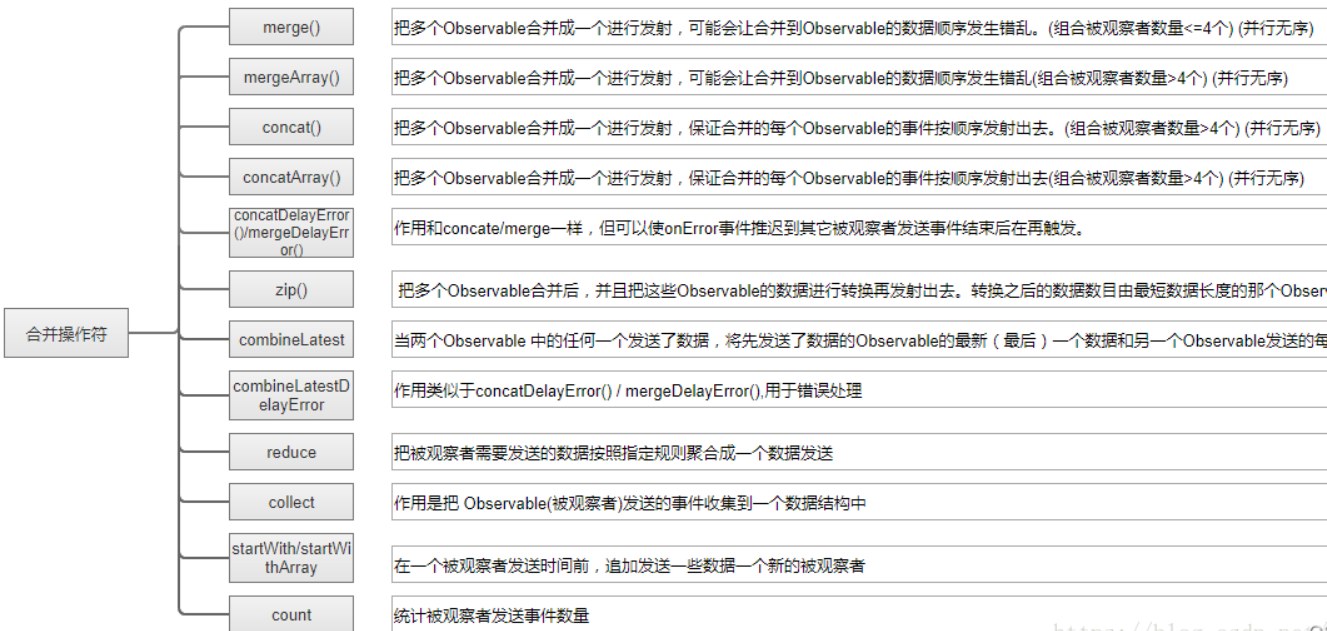 merge()
把多个Observable合并成一个进行发射，可能会让合并到Observable的数据顺序发生错乱。(组合被观察者数量<=4个) (并行无序)
mergeArray()
把多个Observable合并成一个进行发射，可能会让合并到Observable的数据顺序发生错乱(组合被观察者数量>4个) (并行无序)
concat()
把多个Observable合并成一个进行发射，保证合并的每个Observable的事件按顺序发射出去。(组合被观察者数量>4个) (并行无序)
concatArray()
把多个Observable合并成一个进行发射，保证合并的每个Observable的事件按顺序发射出去(组合被观察者数量>4个) (并行无序)
concatDelayError
()/mergeDelayErr
or()
作用和concate/merge一样，但可以使onError事件推迟到其它被观察者发送事件结束后在再触发。
zip()
把多个Observable合并后，并且把这些Observable的数据进行转换再发射出去。转换之后的数据数目由最短数据长度的那个Obser
合并操作符
combineLatest
当两个Observable 中的任何一个发送了数据，将先发送了数据的Observable的最新（最后）一个数据和另一个Observable发送的每
combineLatestD
elayError
作用类似于concatDelayError() / mergeDelayError(),用于错误处理
reduce
把被观察者需要发送的数据按照指定规则聚合成一个数据发送
collect
作用是把 Observable(被观察者)发送的事件收集到一个数据结构中
startWith/startWi
thArray
在一个被观察者发送时间前，追加发送一些数据一个新的被观察者
count
统计被观察者发送事件数量